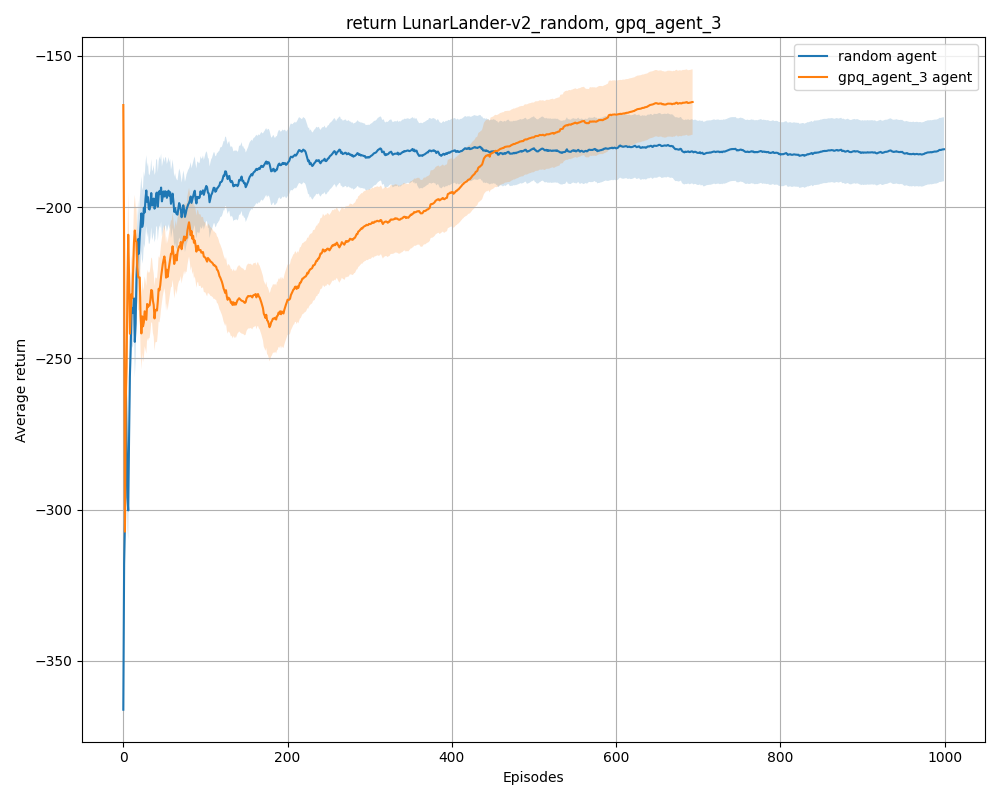 return LunarLander-v2_random, gpq_agent_3
random agent
gpq_agent_3 agent
Average return
−150
−200
−250
−300
−350
0
200
400
600
800
1000
Episodes